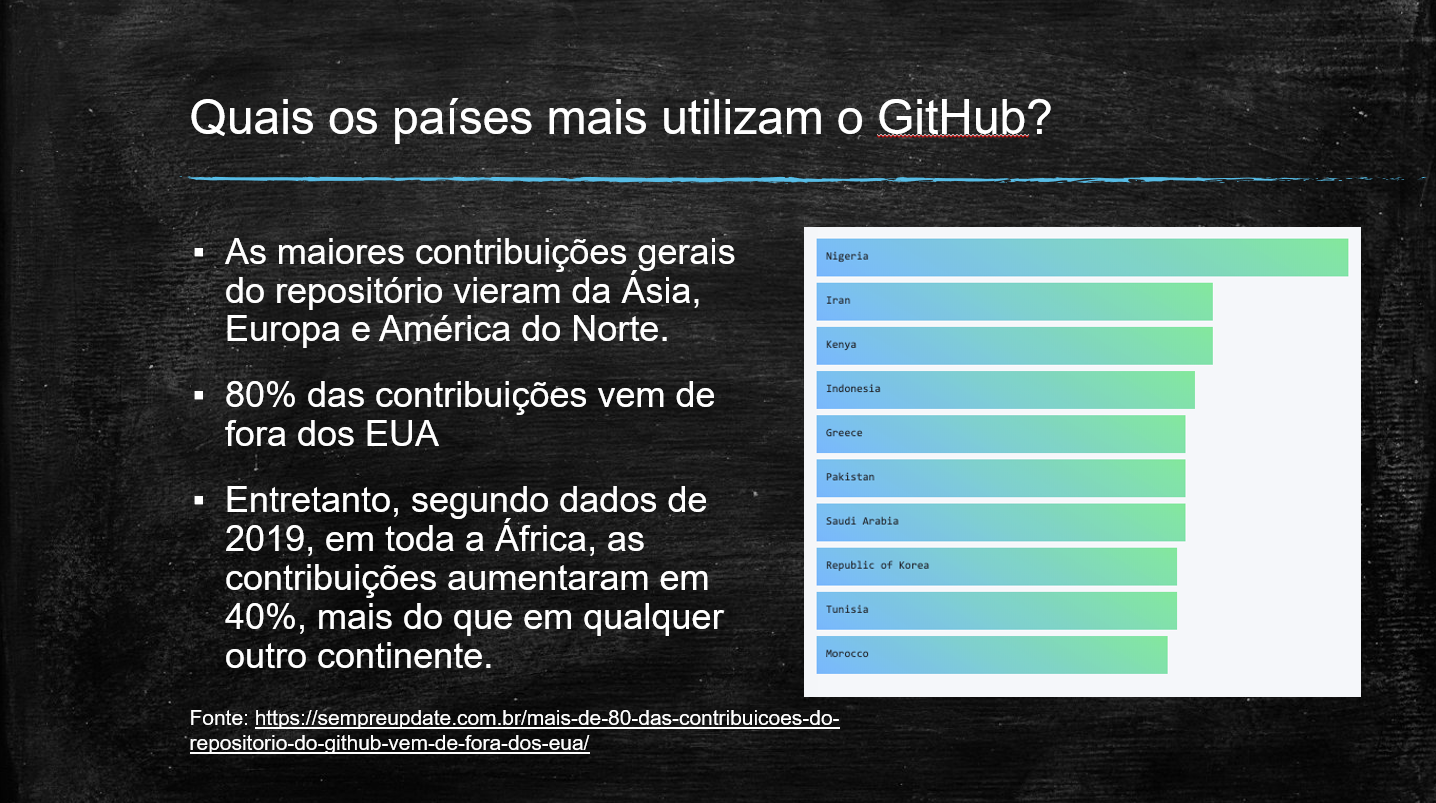 Quais os países mais utilizam o GitHub?
▪ As maiores contribuições gerais
do repositório vieram da Ásia,
Europa e América do Norte.
▪ 80% das contribuições vem de
fora dos EUA
▪ Entretanto, segundo dados de
2019, em toda a África, as
contribuições aumentaram em
40%, mais do que em qualquer
outro continente.
Fonte: https://sempreupdate.com.br/mais-de-80-das-contribuicoes-do-
repositorio-do-github-vem-de-fora-dos-eua/
Nigeria
Iran
Kenya
Indonesia
Greece
Pakistan
Saudi Arabia
Republic of Korea
Tunisia
Morocco